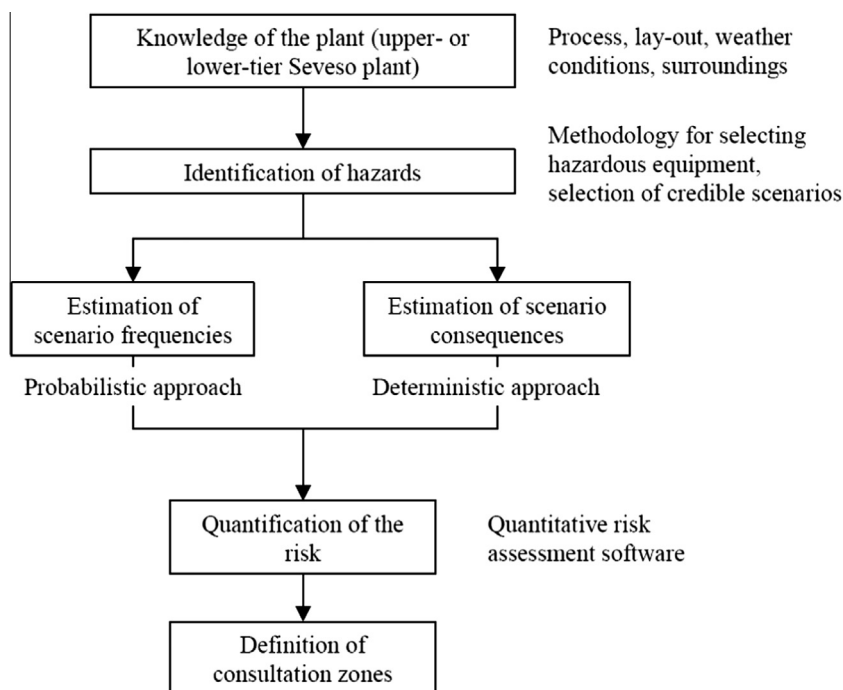 Knowledge of the plant (upper- or
lower-tier Seveso plant)
Process, lay-out, weather
conditions, surroundings
Identification of hazards
Methodology for selecting
hazardous equipment,
selection of credible scenarios
Estimation of
scenario frequencies
Estimation of scenario
consequences
Probabilistic approach
Deterministic approach
Quantification of the
risk
Quantitative risk
assessment software
Definition of
consultation zones